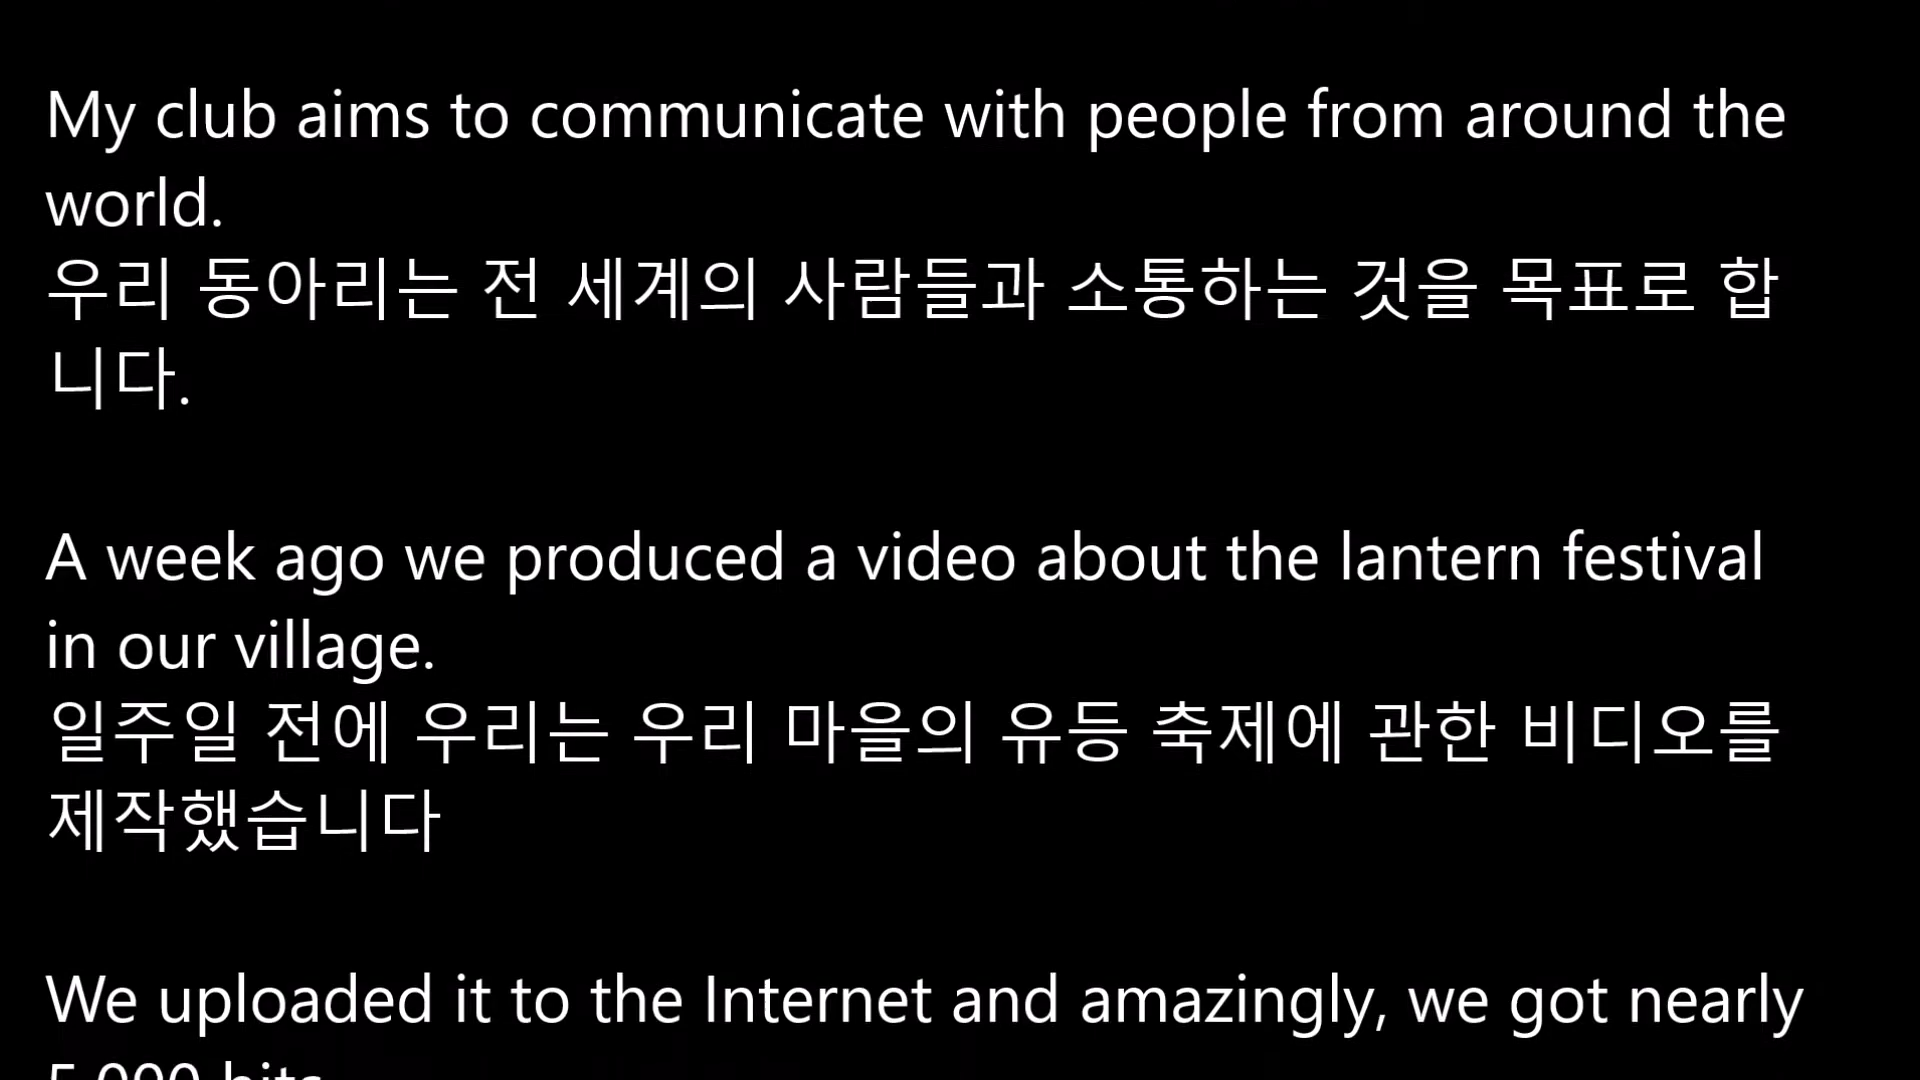 My club aims to communicate with people from around the
world.
우리 동아리는 전 세계의 사람들과 소통하는 것을 목표로 합
니다.
A week ago we produced a video about the lantern festival
in our village.
일주일 전에 우리는 우리 마을의 유등 축제에 관한 비디오를
제작했습니다
We uploaded it to the Internet and amazingly, we got nearly
hits